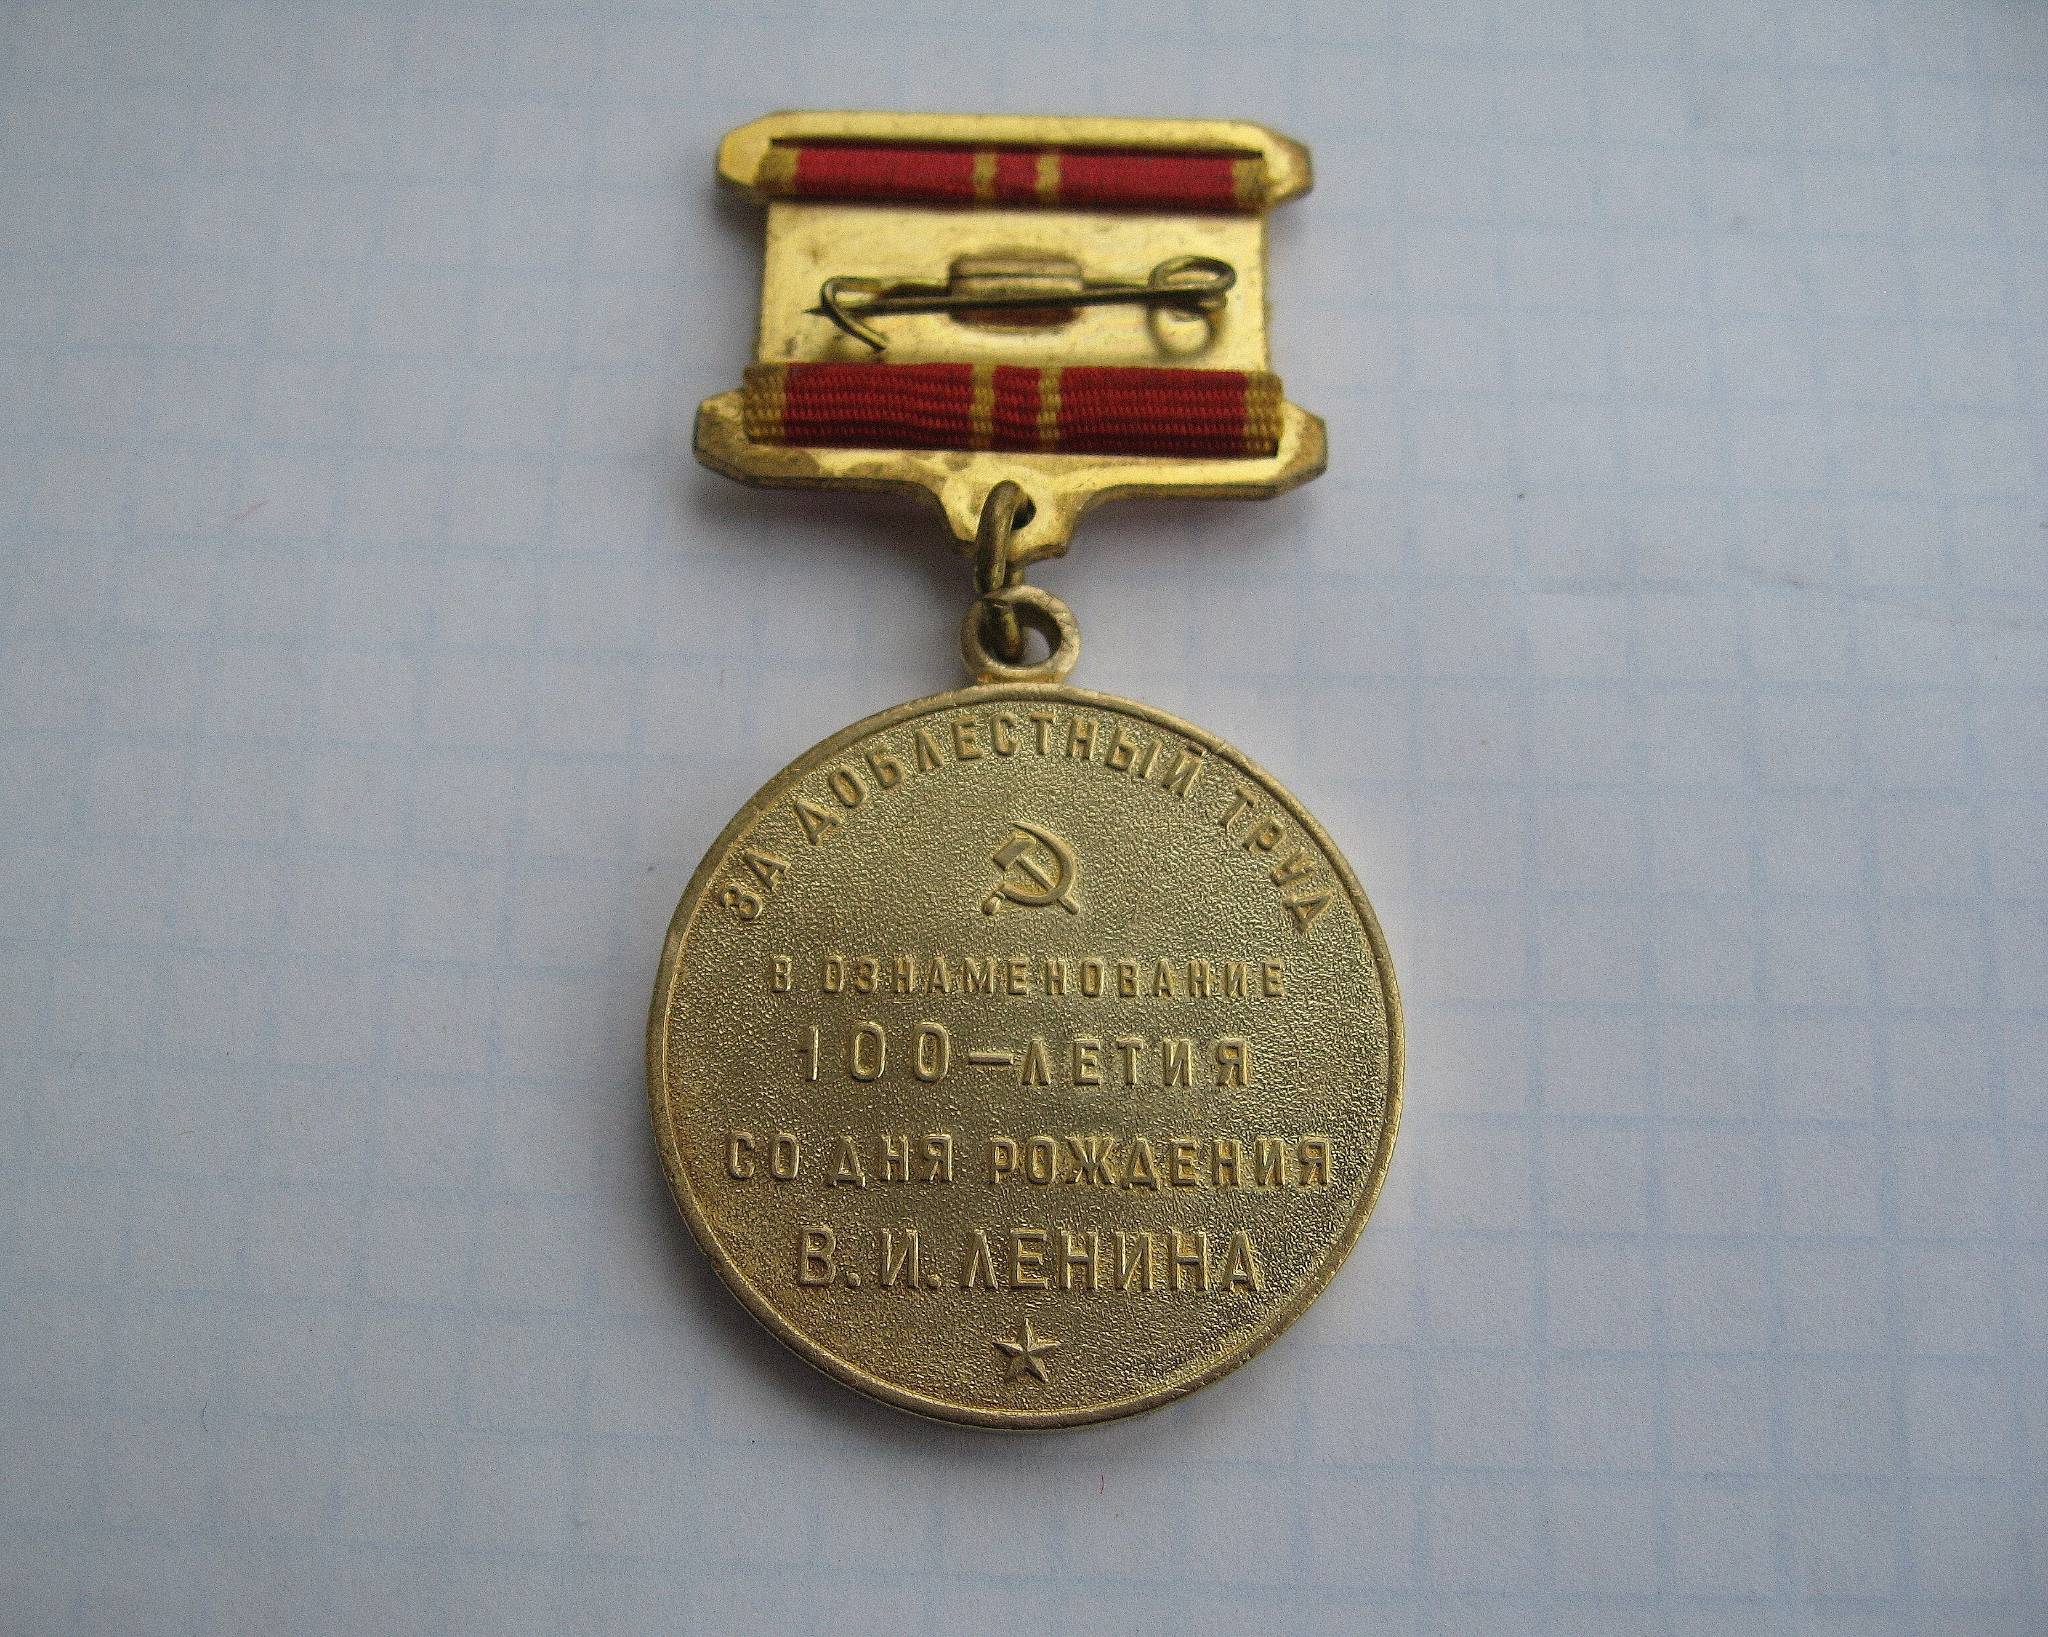 ЗА ДОБЛЕСТНЫЙ ТРУД
В ОЗНАМЕНОВАНИЕ
100-ЛЕТИЯ
СО ДНЯ РОЖДЕНИЯ
В.И.ЛЕНИНА